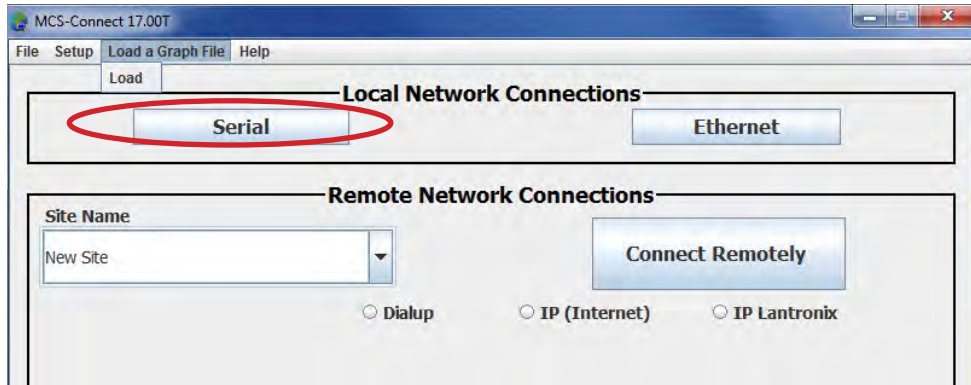 MCS-Connect 17.00T
File Setup Load a Graph File Help
Load
Local Network Connections
Serial Ethernet
Remote Network Connections
Site Name
New Site
Connect Remotely
Dialup IP (Internet) IP Lantronix